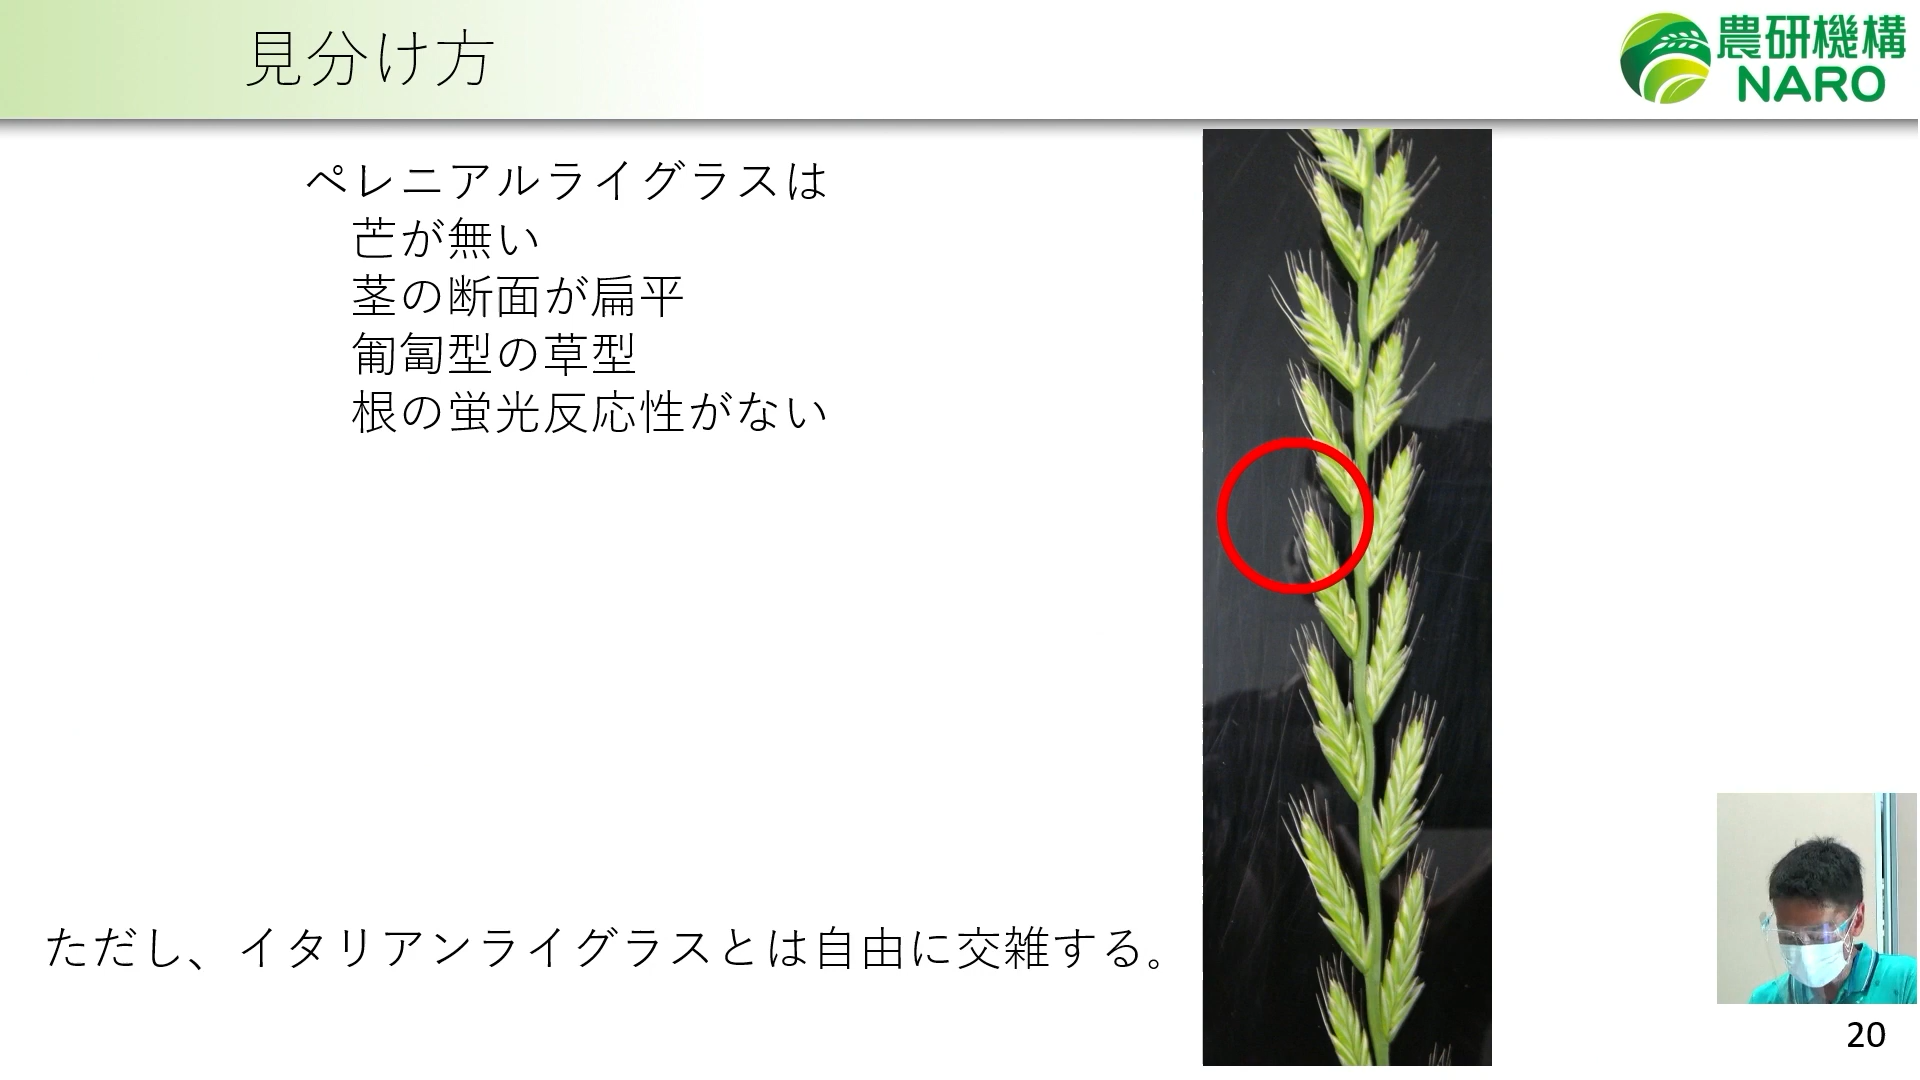 見分け方
農研機構
NARO
ペレニアルライグラスは
芒が無い
茎の断面が扁平
匍匐型の草型
根の蛍光反応性がない
ただし、イタリアンライグラスとは自由に交雑する。
20